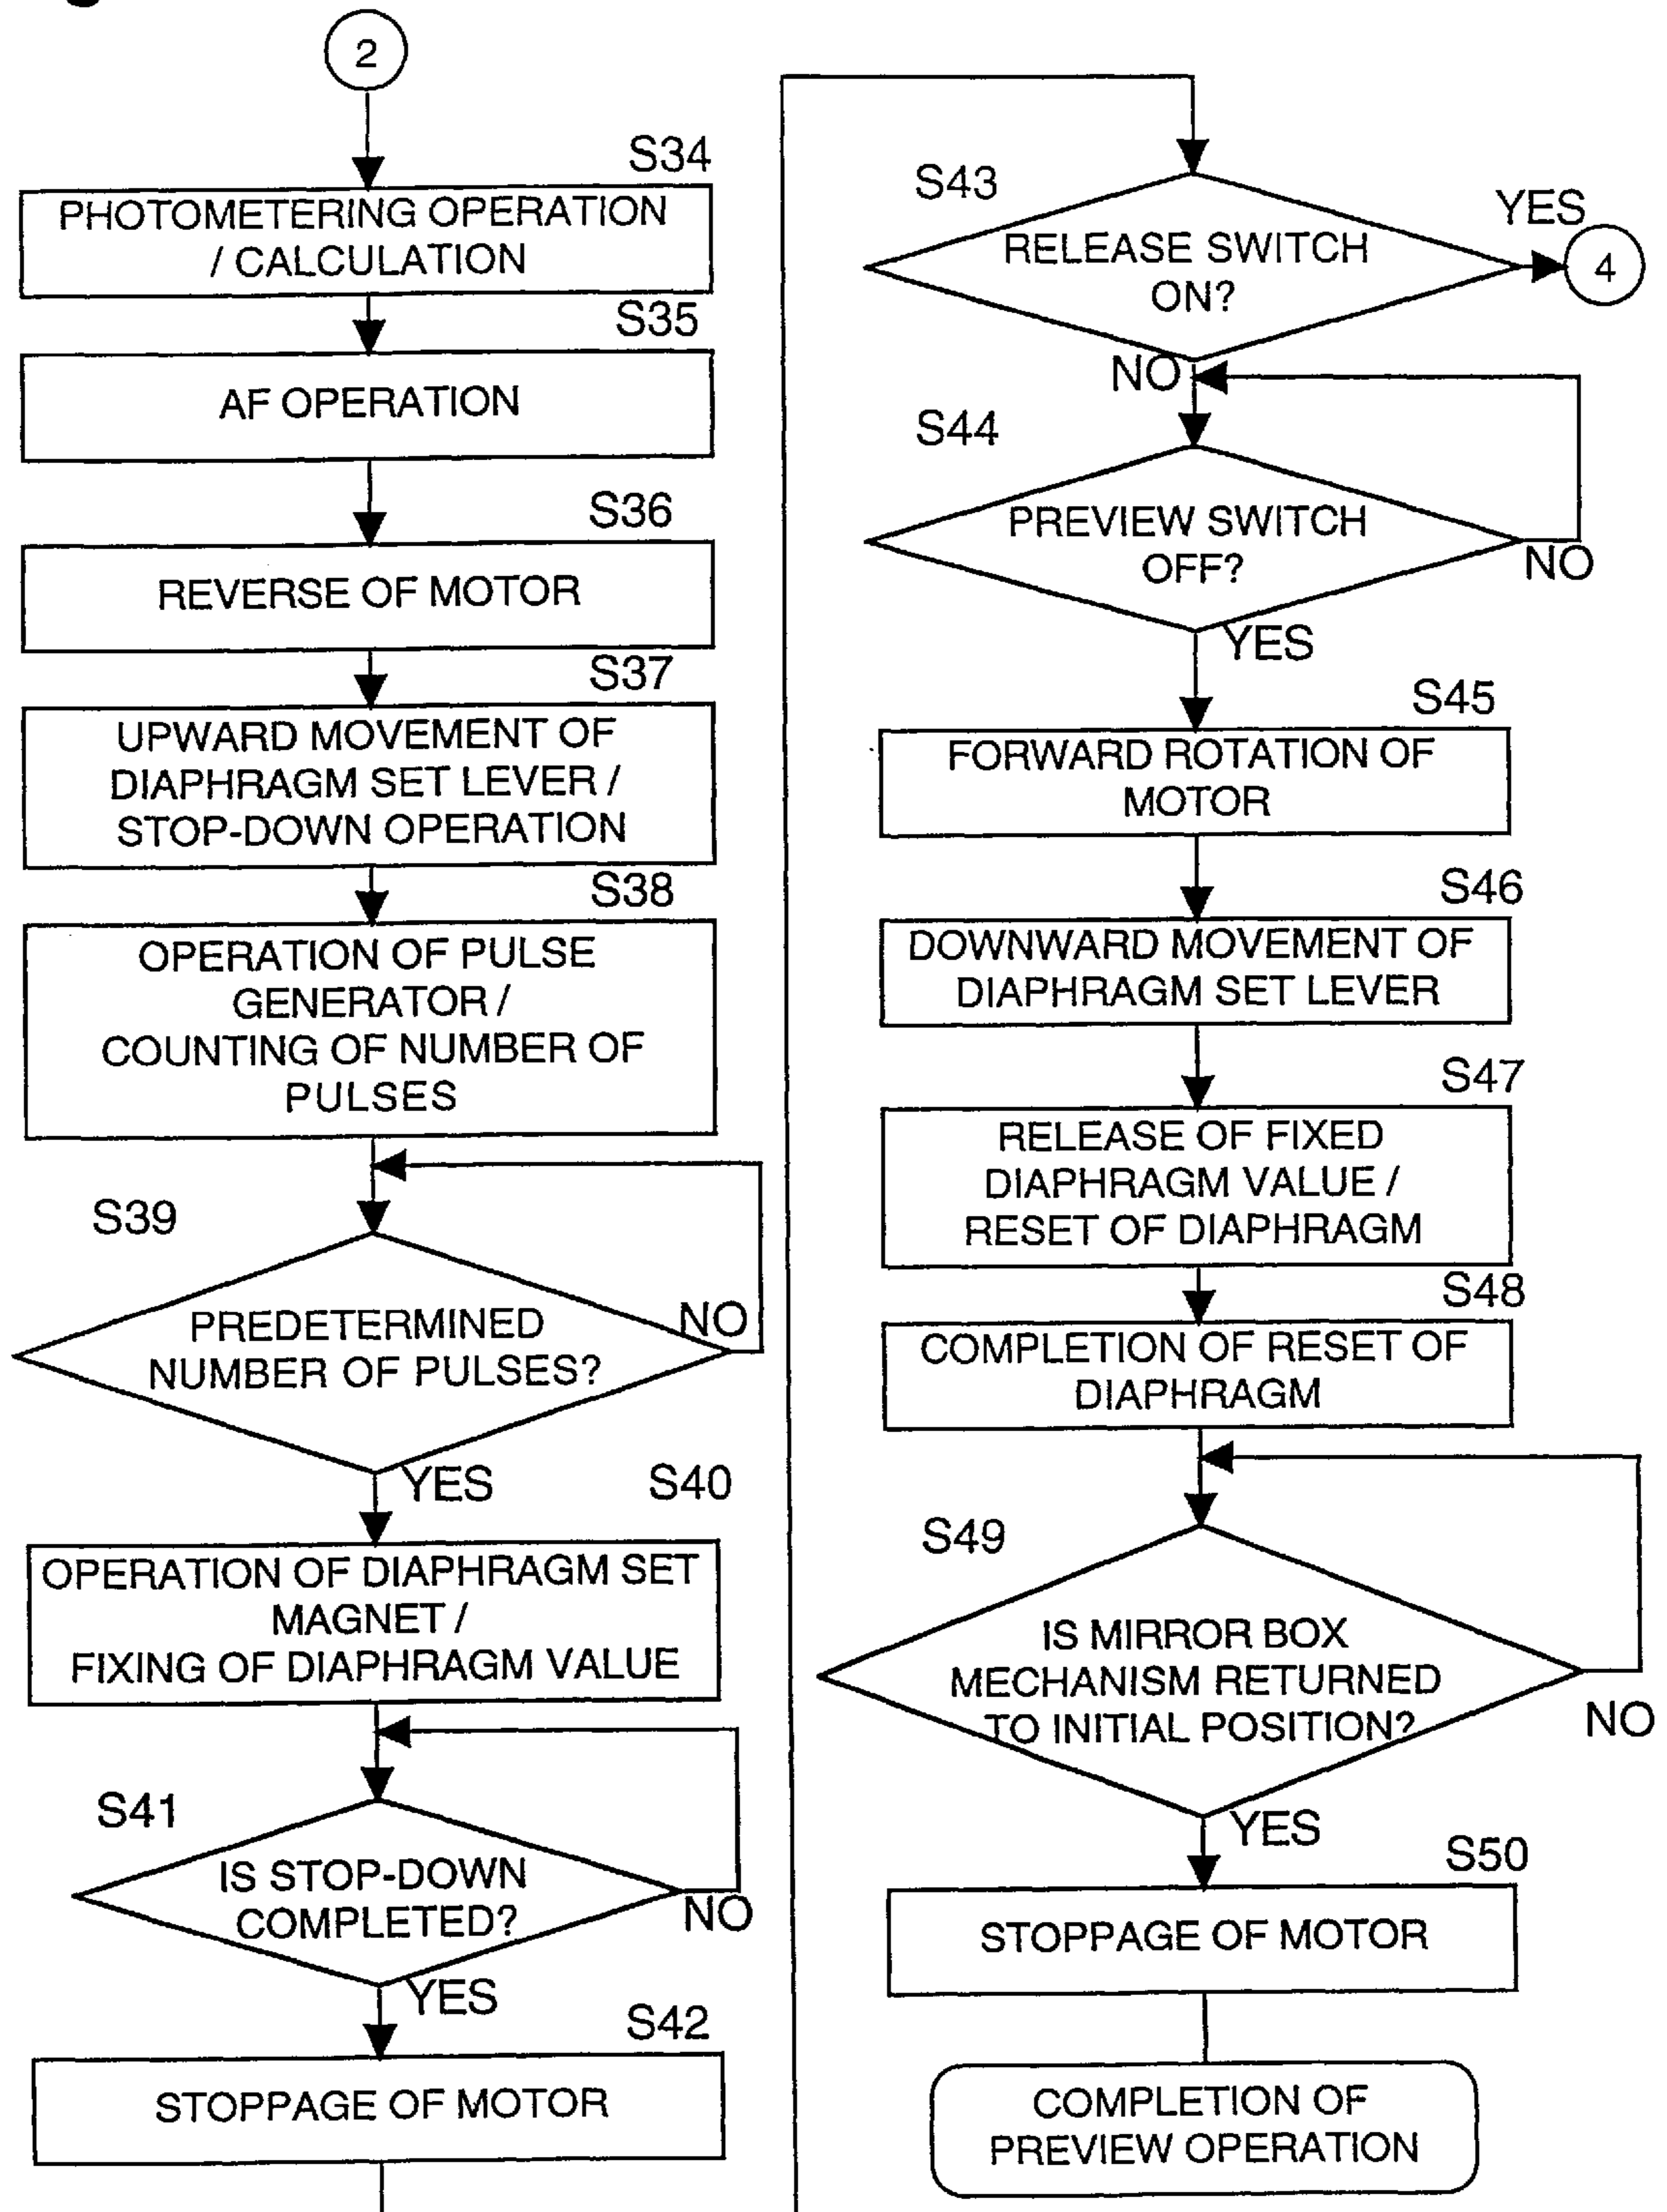 2
S34
PHOTOMETERING OPERATION
/ CALCULATION
S35
AF OPERATION
S36
REVERSE OF MOTOR
S37
UPWARD MOVEMENT OF
DIAPHRAGM SET LEVER /
STOP-DOWN OPERATION
S38
OPERATION OF PULSE
GENERATOR /
COUNTING OF NUMBER OF
PULSES
S39
PREDETERMINED
NUMBER OF PULSES?
NO
YES
S40
OPERATION OF DIAPHRAGM SET
MAGNET /
FIXING OF DIAPHRAGM VALUE
S41
IS STOP-DOWN
COMPLETED?
NO
YES
S42
STOPPAGE OF MOTOR
S43
RELEASE SWITCH
ON?
YES
4
NO
S44
PREVIEW SWITCH
OFF?
NO
YES
S45
FORWARD ROTATION OF
MOTOR
S46
DOWNWARD MOVEMENT OF
DIAPHRAGM SET LEVER
S47
RELEASE OF FIXED
DIAPHRAGM VALUE /
RESET OF DIAPHRAGM
S48
COMPLETION OF RESET OF
DIAPHRAGM
S49
IS MIRROR BOX
MECHANISM RETURNED
TO INITIAL POSITION?
NO
YES
S50
STOPPAGE OF MOTOR
COMPLETION OF
PREVIEW OPERATION